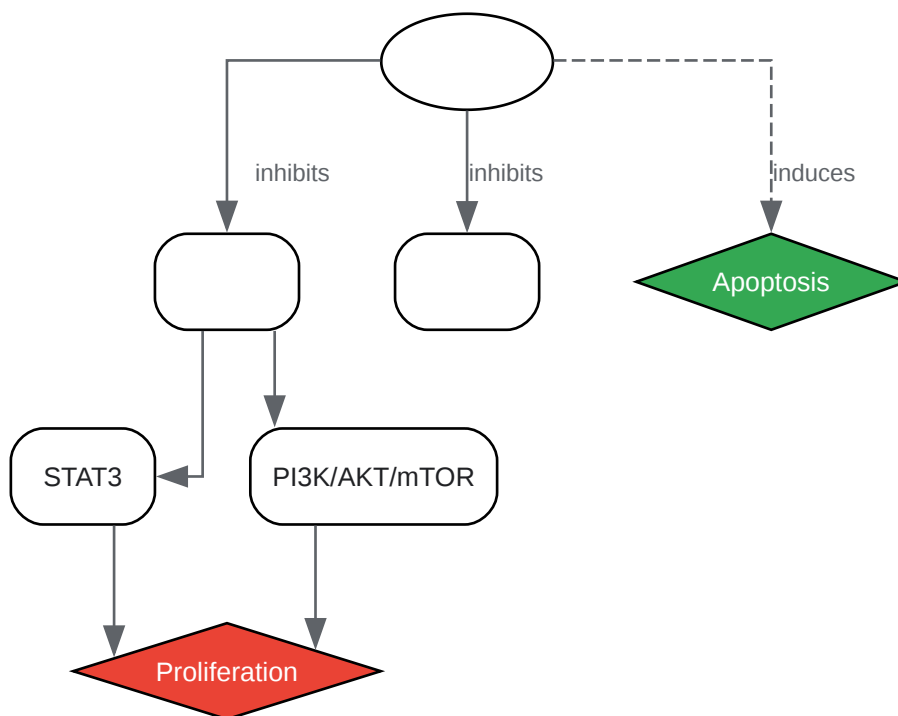 inhibits
inhibits
induces
Apoptosis
STAT3
PI3K/AKT/mTOR
Proliferation